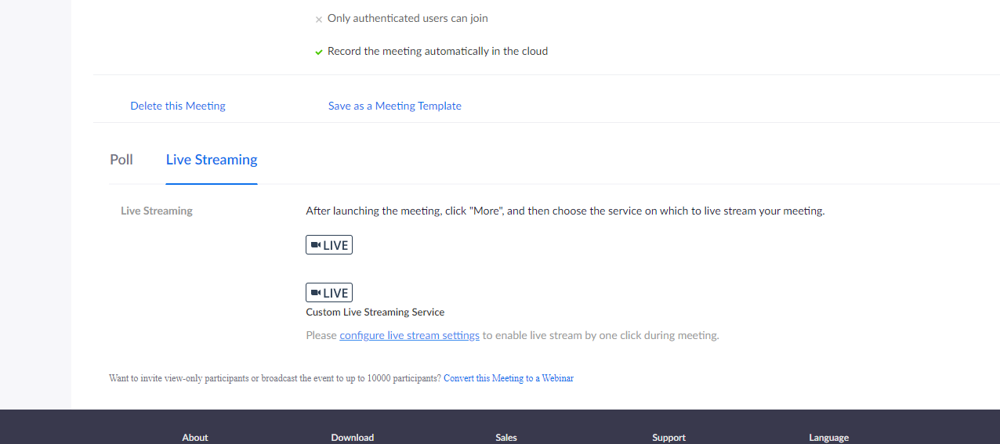 Only authenticated users can join
Record the meeting automatically in the cloud
Delete this Meeting
Save as a Meeting Template
Poll
Live Streaming
Live Streaming
After launching the meeting, click "More", and then choose the service on which to live stream your meeting.
LIVE
LIVE
Custom Live Streaming Service
Please configure live stream settings to enable live stream by one click during meeting.
Want to invite view-only participants or broadcast the event to up to 10000 participants? Convert this Meeting to a Webinar
About
Download
Sales
Support
Language